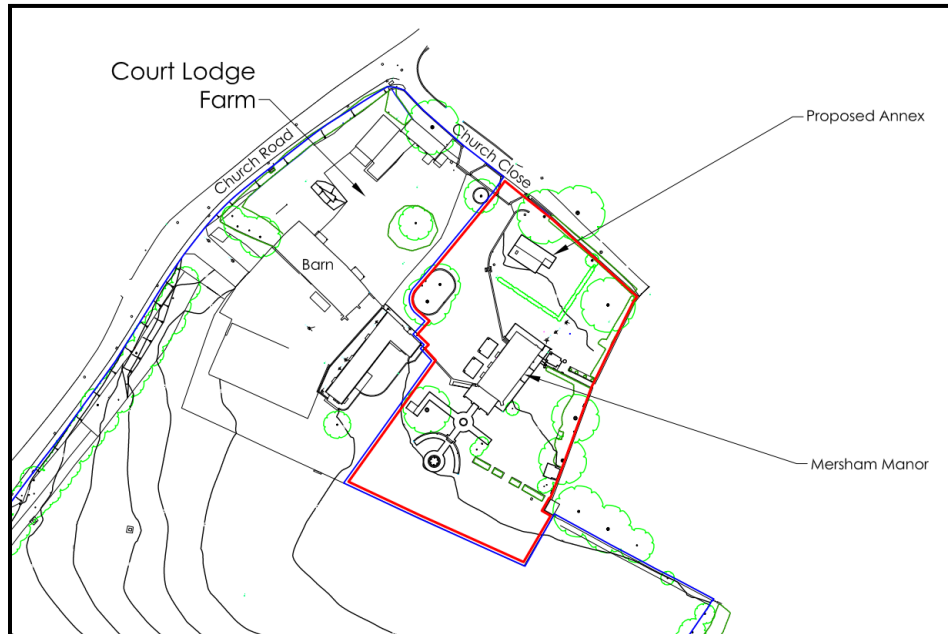 Court Lodge
Farm
Church Road
Church Close
Proposed Annex
Barn
Mersham Manor